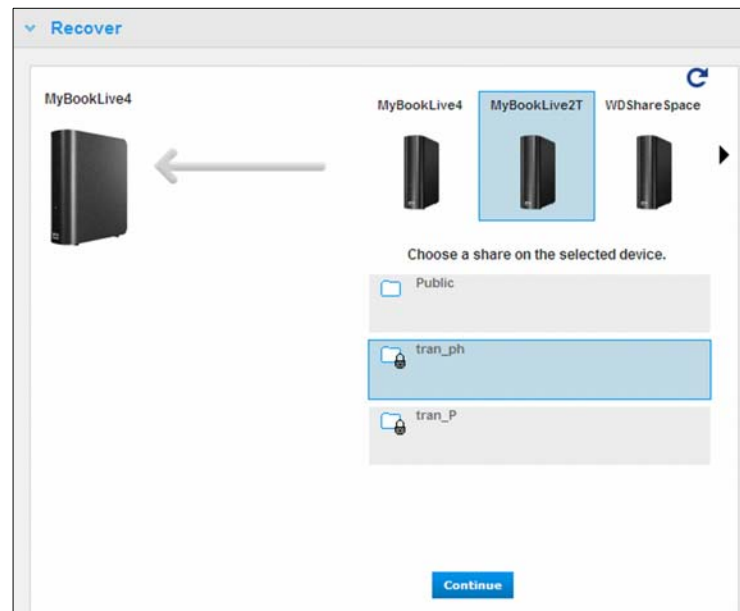 Recover
MyBookLive4
MyBookLive4 MyBookLive2T WDShareSpace
Choose a share on the selected device.
Public
tran_ph
tran_P
Continue